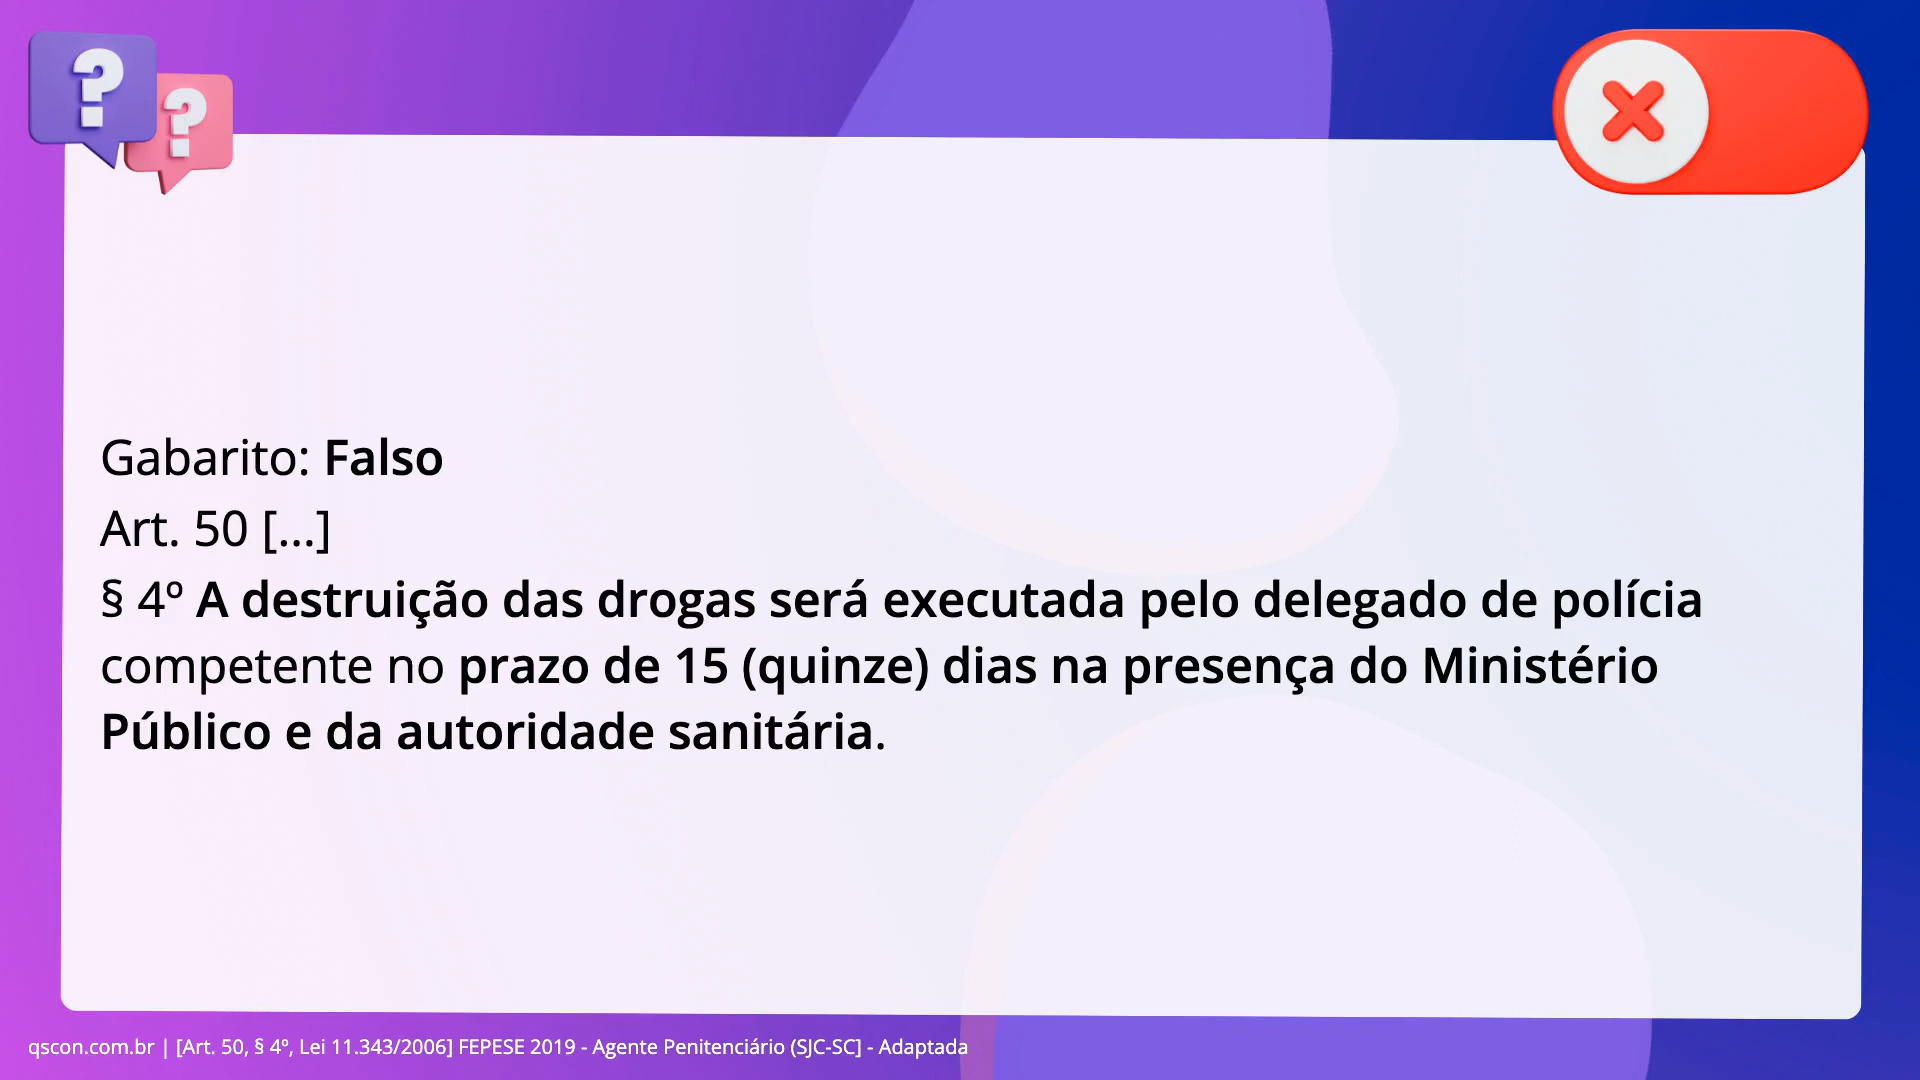 Gabarito: Falso
Art. 50 [...]
§ 4º A destruição das drogas será executada pelo delegado de polícia
competente no prazo de 15 (quinze) dias na presença do Ministério
Público e da autoridade sanitária.
qscon.com.br | [Art. 50, § 4º, Lei 11.343/2006] FEPESE 2019 - Agente Penitenciário (SJC-SC] - Adaptada